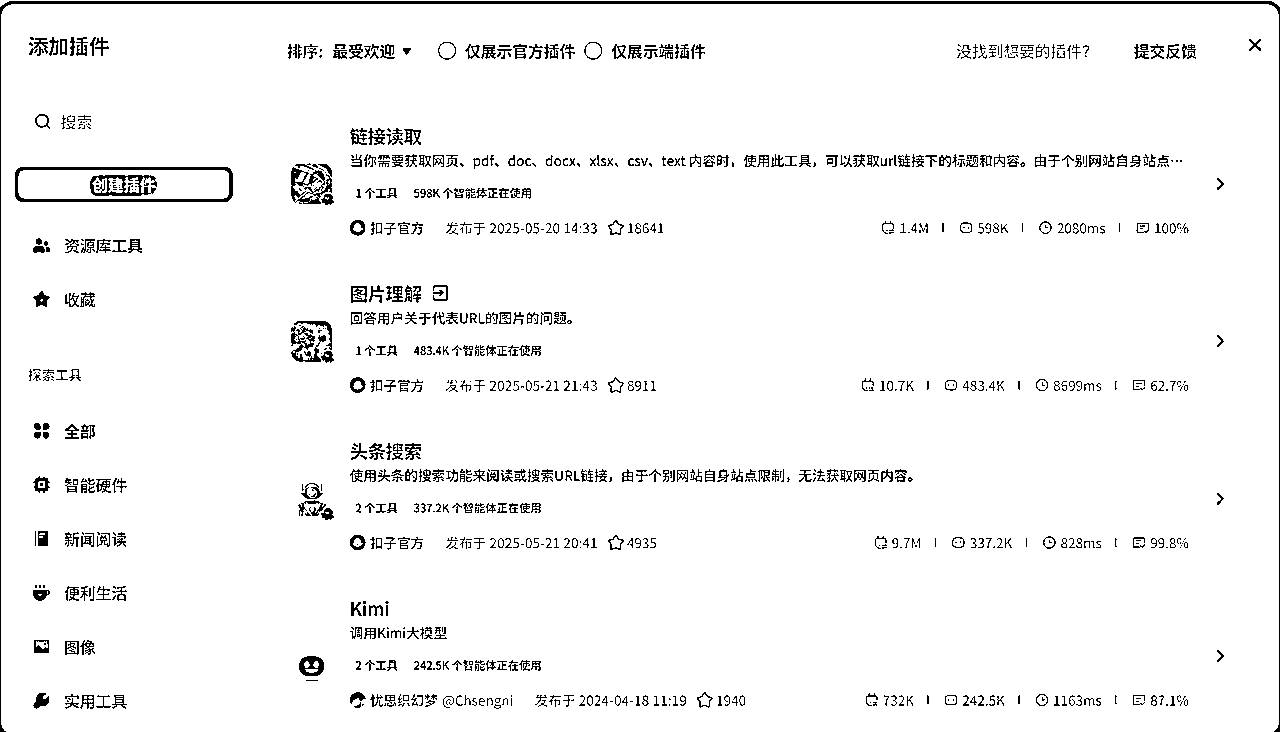 添加插件
排序: 最受欢迎 仅展示官方插件 仅展示端插件 没找到想要的插件? 提交反馈
搜索
创建插件
资源库工具
收藏
探索工具
全部
智能硬件
新闻阅读
便利生活
图像
实用工具
链接读取
当你需要获取网页、pdf、doc、docx、xlsx、csv、text 内容时，使用此工具，可以获取url链接下的标题和内容。由于个别网站自身站点…
1 个工具 598K 个智能体正在使用
扣子官方 发布于 2025-05-20 14:33 18641 1.4M 598K 2080ms 100%
图片理解
回答用户关于代表URL的图片的问题。
1 个工具 483.4K 个智能体正在使用
扣子官方 发布于 2025-05-21 21:43 8911 10.7K 483.4K 8699ms 62.7%
头条搜索
使用头条的搜索功能来阅读或搜索URL链接，由于个别网站自身站点限制，无法获取网页内容。
2 个工具 337.2K 个智能体正在使用
扣子官方 发布于 2025-05-21 20:41 4935 9.7M 337.2K 828ms 99.8%
Kimi
调用Kimi大模型
2 个工具 242.5K 个智能体正在使用
忧思织幻梦 @Chsengni 发布于 2024-04-18 11:19 1940 732K 242.5K 1163ms 87.1%